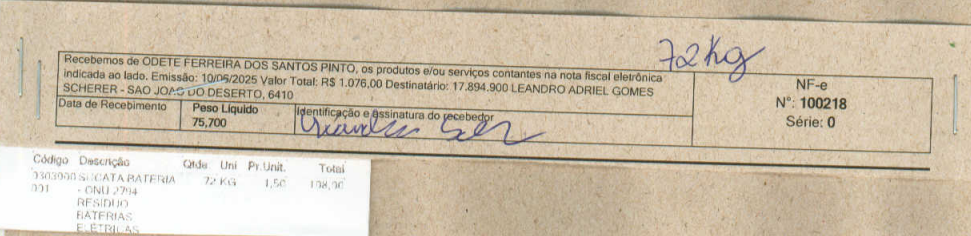 72kg
Recebemos de ODETE FERREIRA DOS SANTOS PINTO, os produtos e/ou serviços contantes na nota fiscal eletrônica
indicada ao lado. Emissão: 10/05/2025 Valor Total: R$ 1.076,00 Destinatário: 17.894.900 LEANDRO ADRIEL GOMES
SCHERER - SAO JOAO DO DESERTO, 6410
NF-e
N°: 100218
Série: 0
Data de Recebimento
Peso Liquido
75,700
Identificação e assinatura do recebedor
Código Descrição Qtde Uni Pr.Unit. Total
0303000 SUCATA BATERIA 72 KG 1,50 108,00
001 - ONU 2794
RESIDUO
BATERIAS
ELÉTRICAS